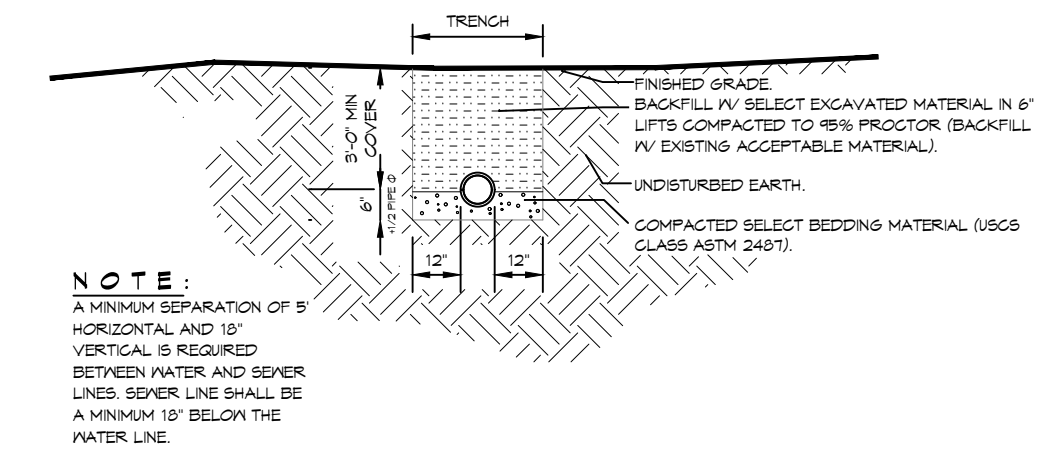 TRENCH
FINISHED GRADE.
BACKFILL W/ SELECT EXCAVATED MATERIAL IN 6"
LIFTS COMPACTED TO 95% PROCTOR (BACKFILL
W/ EXISTING ACCEPTABLE MATERIAL).
3'-0" MIN
COVER
UNDISTURBED EARTH.
6"
+1/2 PIPE Φ
COMPACTED SELECT BEDDING MATERIAL (USCS
CLASS ASTM 2487).
12"
12"
NOTE:
A MINIMUM SEPARATION OF 5'
HORIZONTAL AND 18"
VERTICAL IS REQUIRED
BETWEEN WATER AND SEWER
LINES. SEWER LINE SHALL BE
A MINIMUM 18" BELOW THE
WATER LINE.